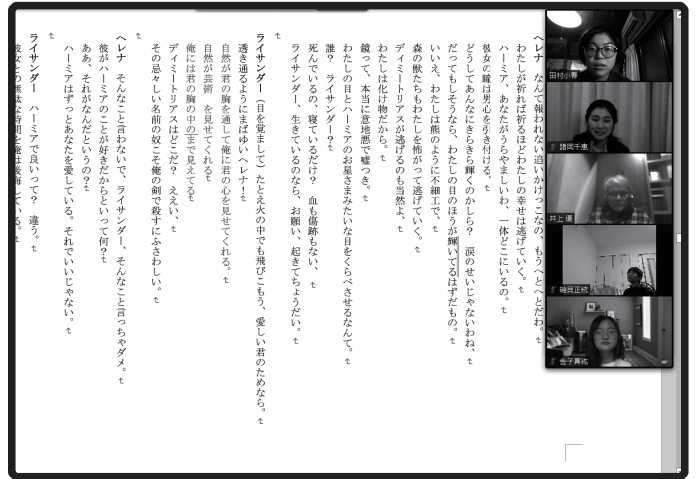 ヘレナ　なんて報われない追いかけっこなの、もうへとへとだわ。
わたしが祈れば祈るほどわたしの幸せは逃げていく。
ハーミア、あなたがうらやましいわ、一体どこにいるの。
彼女の瞳は男心を引き付ける。
どうしてあんなにきらきら輝くのかしら？　涙のせいじゃないわね、
だってもしそうなら、わたしの目のほうが輝いてるはずだもの。
いいえ、わたしは熊のように不細工で、
森の獣たちもわたしを怖がって逃げていく。
ディミートリアスが逃げるのも当然よ、
わたしは化け物だから。
鏡って、本当に意地悪で嘘つき。
わたしの目とハーミアのお星さまみたいな目をくらべさせるなんて。
誰？　ライサンダー？
死んでいるの、寝ているだけ？　血も傷跡もない、
ライサンダー、生きているのなら、お願い、起きてちょうだい。
ライサンダー　（目を覚まして）たとえ火の中でも飛びこもう、愛しい君のためなら。
透き通るようにまばゆいヘレナ！
自然が君の胸を通して俺に君の心を見せてくれる。
自然が芸術　を見せてくれる
俺には君の胸の中のまで見えてる
ディミートリアスはどこだ？　ええい、
その忌々しい名前の奴こそ俺の剣で殺すにふさわしい。
ヘレナ　そんなこと言わないで、ライサンダー、そんなこと言っちゃダメ。
彼がハーミアのことが好きだからといって何？
ああ、それがなんだというの？
ハーミアはずっとあなたを愛している。それでいいじゃない。
ライサンダー　ハーミアで良いって？　違う。
彼女との無駄な時間を俺は後悔している。
田村小春
諸岡千恵
井上 優
磯貝正紘
金子真紘